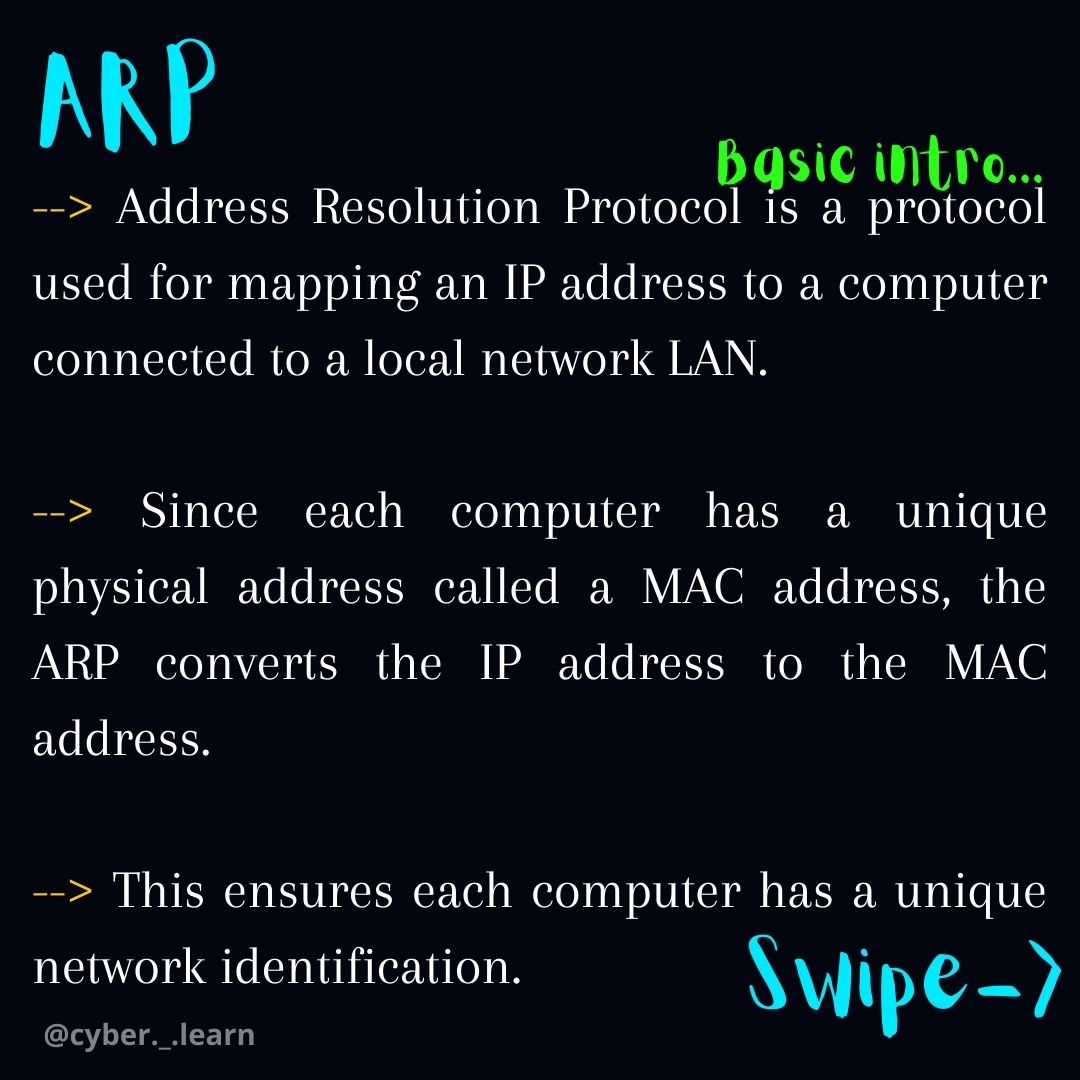 ARP
Basic intro...
--> Address Resolution Protocol is a protocol
used for mapping an IP address to a computer
connected to a local network LAN.
--> Since each computer has a unique
physical address called a MAC address, the
ARP converts the IP address to the MAC
address.
--> This ensures each computer has a unique
network identification.
Swipe->
@cyber._.learn